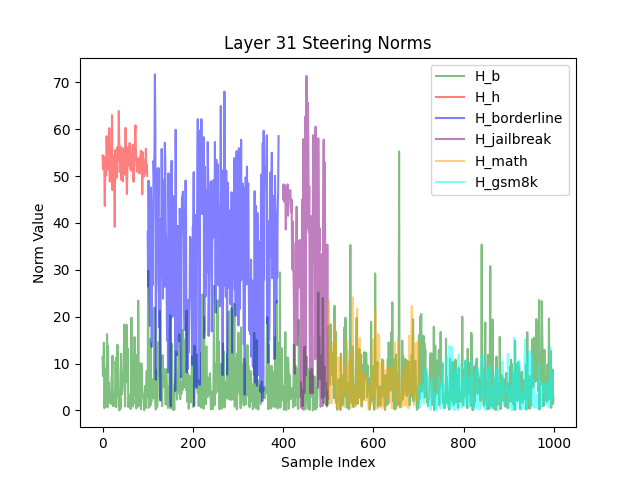 Layer 31 Steering Norms
H_b
H_h
H_borderline
H_jailbreak
H_math
H_gsm8k
Norm Value
70
60
50
40
30
20
10
0
0
200
400
600
800
1000
Sample Index